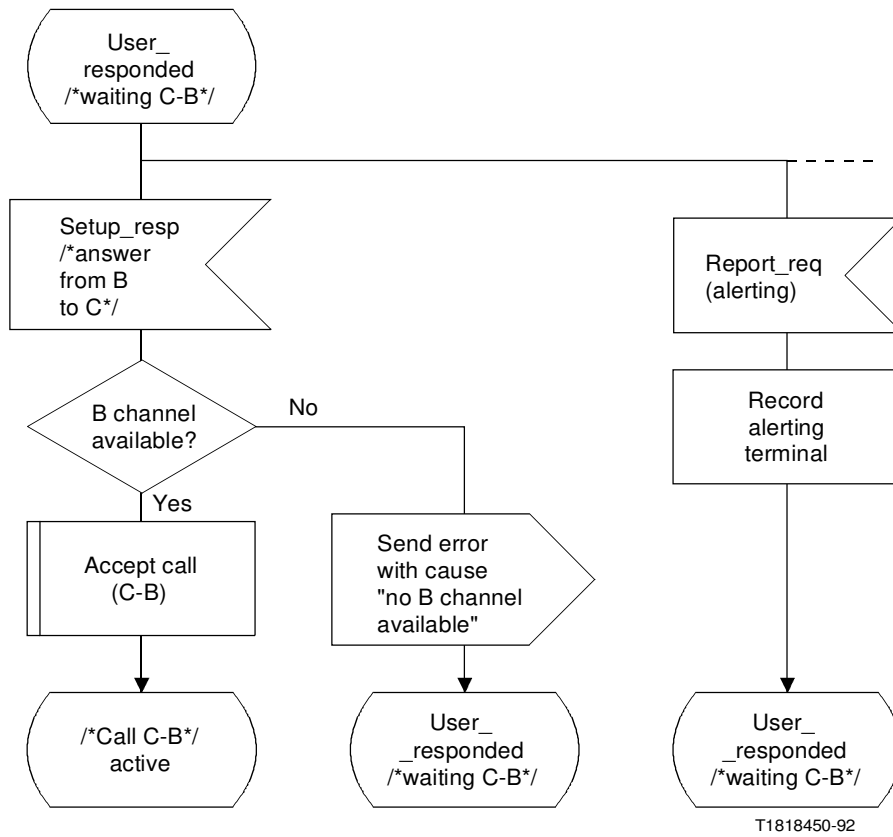 User_
responded
/*waiting C-B*/
Setup_resp
/*answer
from B
to C*/
Report_req
(alerting)
B channel
available?
No
Yes
Record
alerting
terminal
Accept call
(C-B)
Send error
with cause
"no B channel
available"
/*Call C-B*/
active
User_
_responded
/*waiting C-B*/
User_
_responded
/*waiting C-B*/
T1818450-92